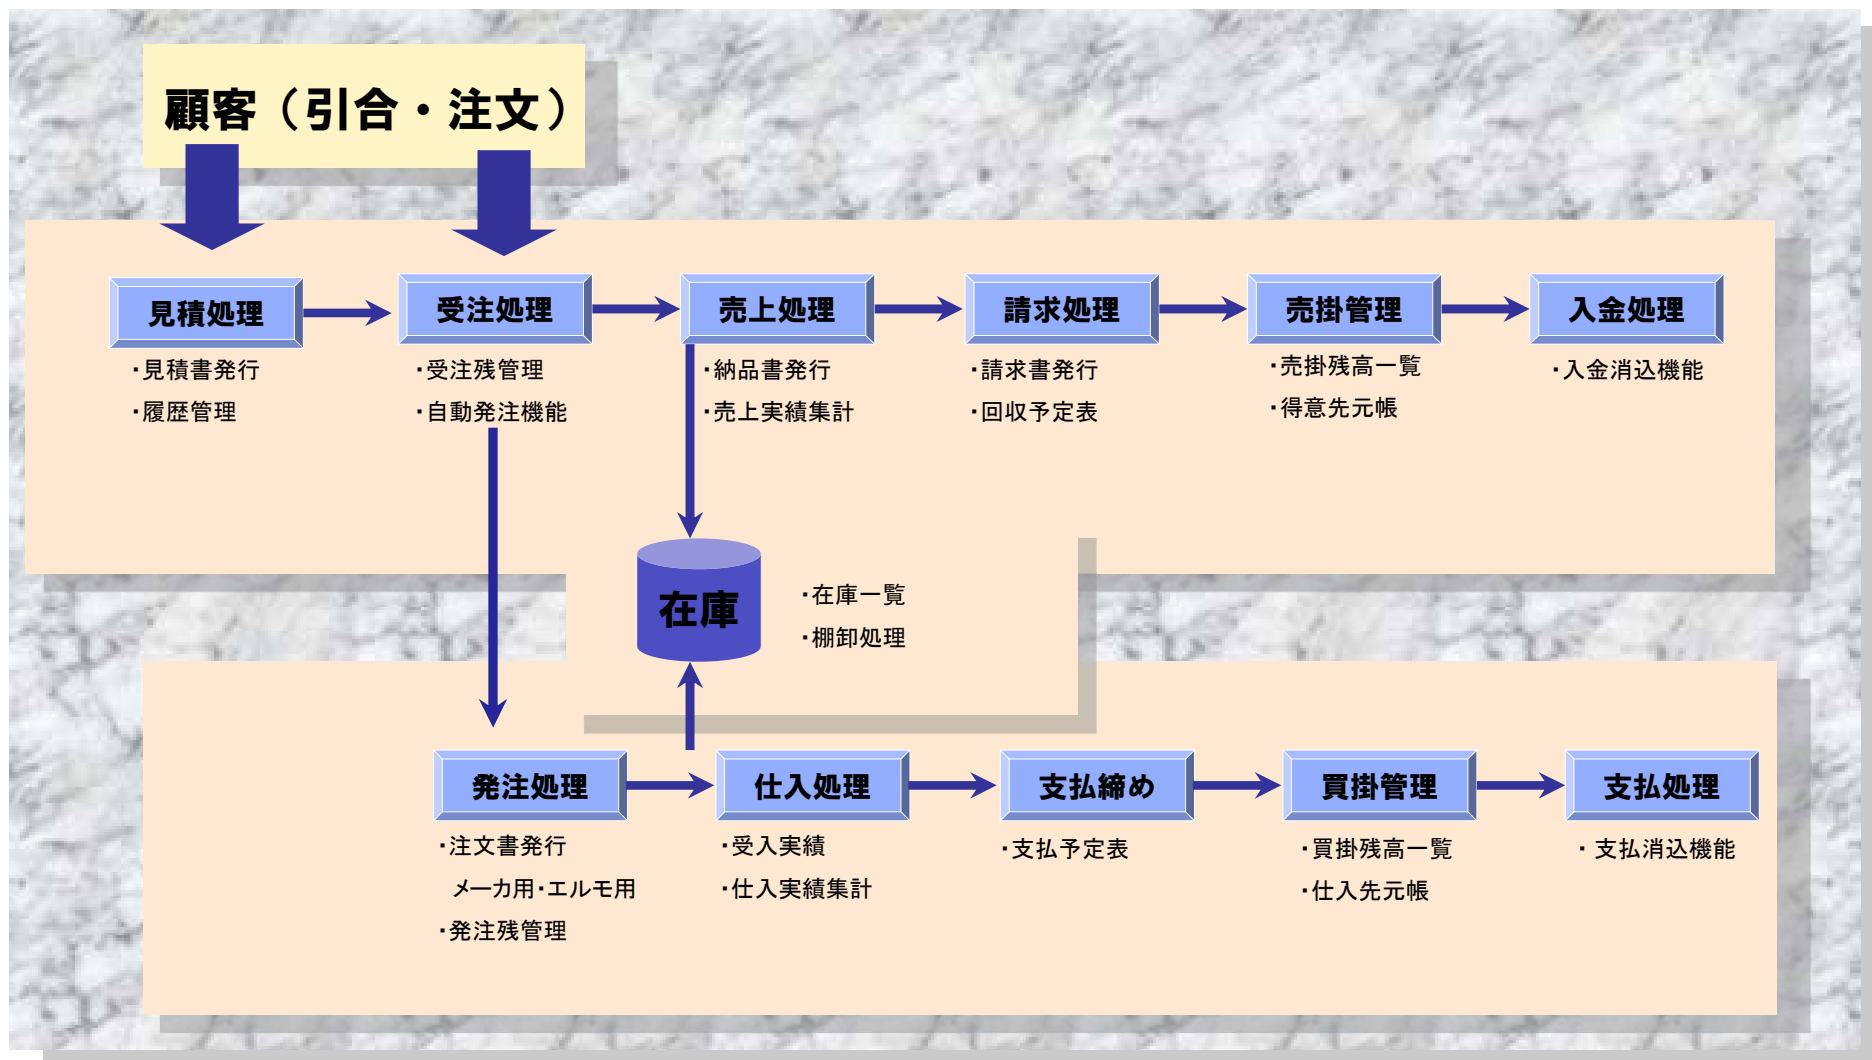 顧客（引合・注文）
見積処理
・見積書発行
・履歴管理
受注処理
・受注残管理
・自動発注機能
売上処理
・納品書発行
・売上実績集計
請求処理
・請求書発行
・回収予定表
売掛管理
・売掛残高一覧
・得意先元帳
入金処理
・入金消込機能
在庫
・在庫一覧
・棚卸処理
発注処理
・注文書発行
メーカ用・エルモ用
・発注残管理
仕入処理
・受入実績
・仕入実績集計
支払締め
・支払予定表
買掛管理
・買掛残高一覧
・仕入先元帳
支払処理
・ 支払消込機能